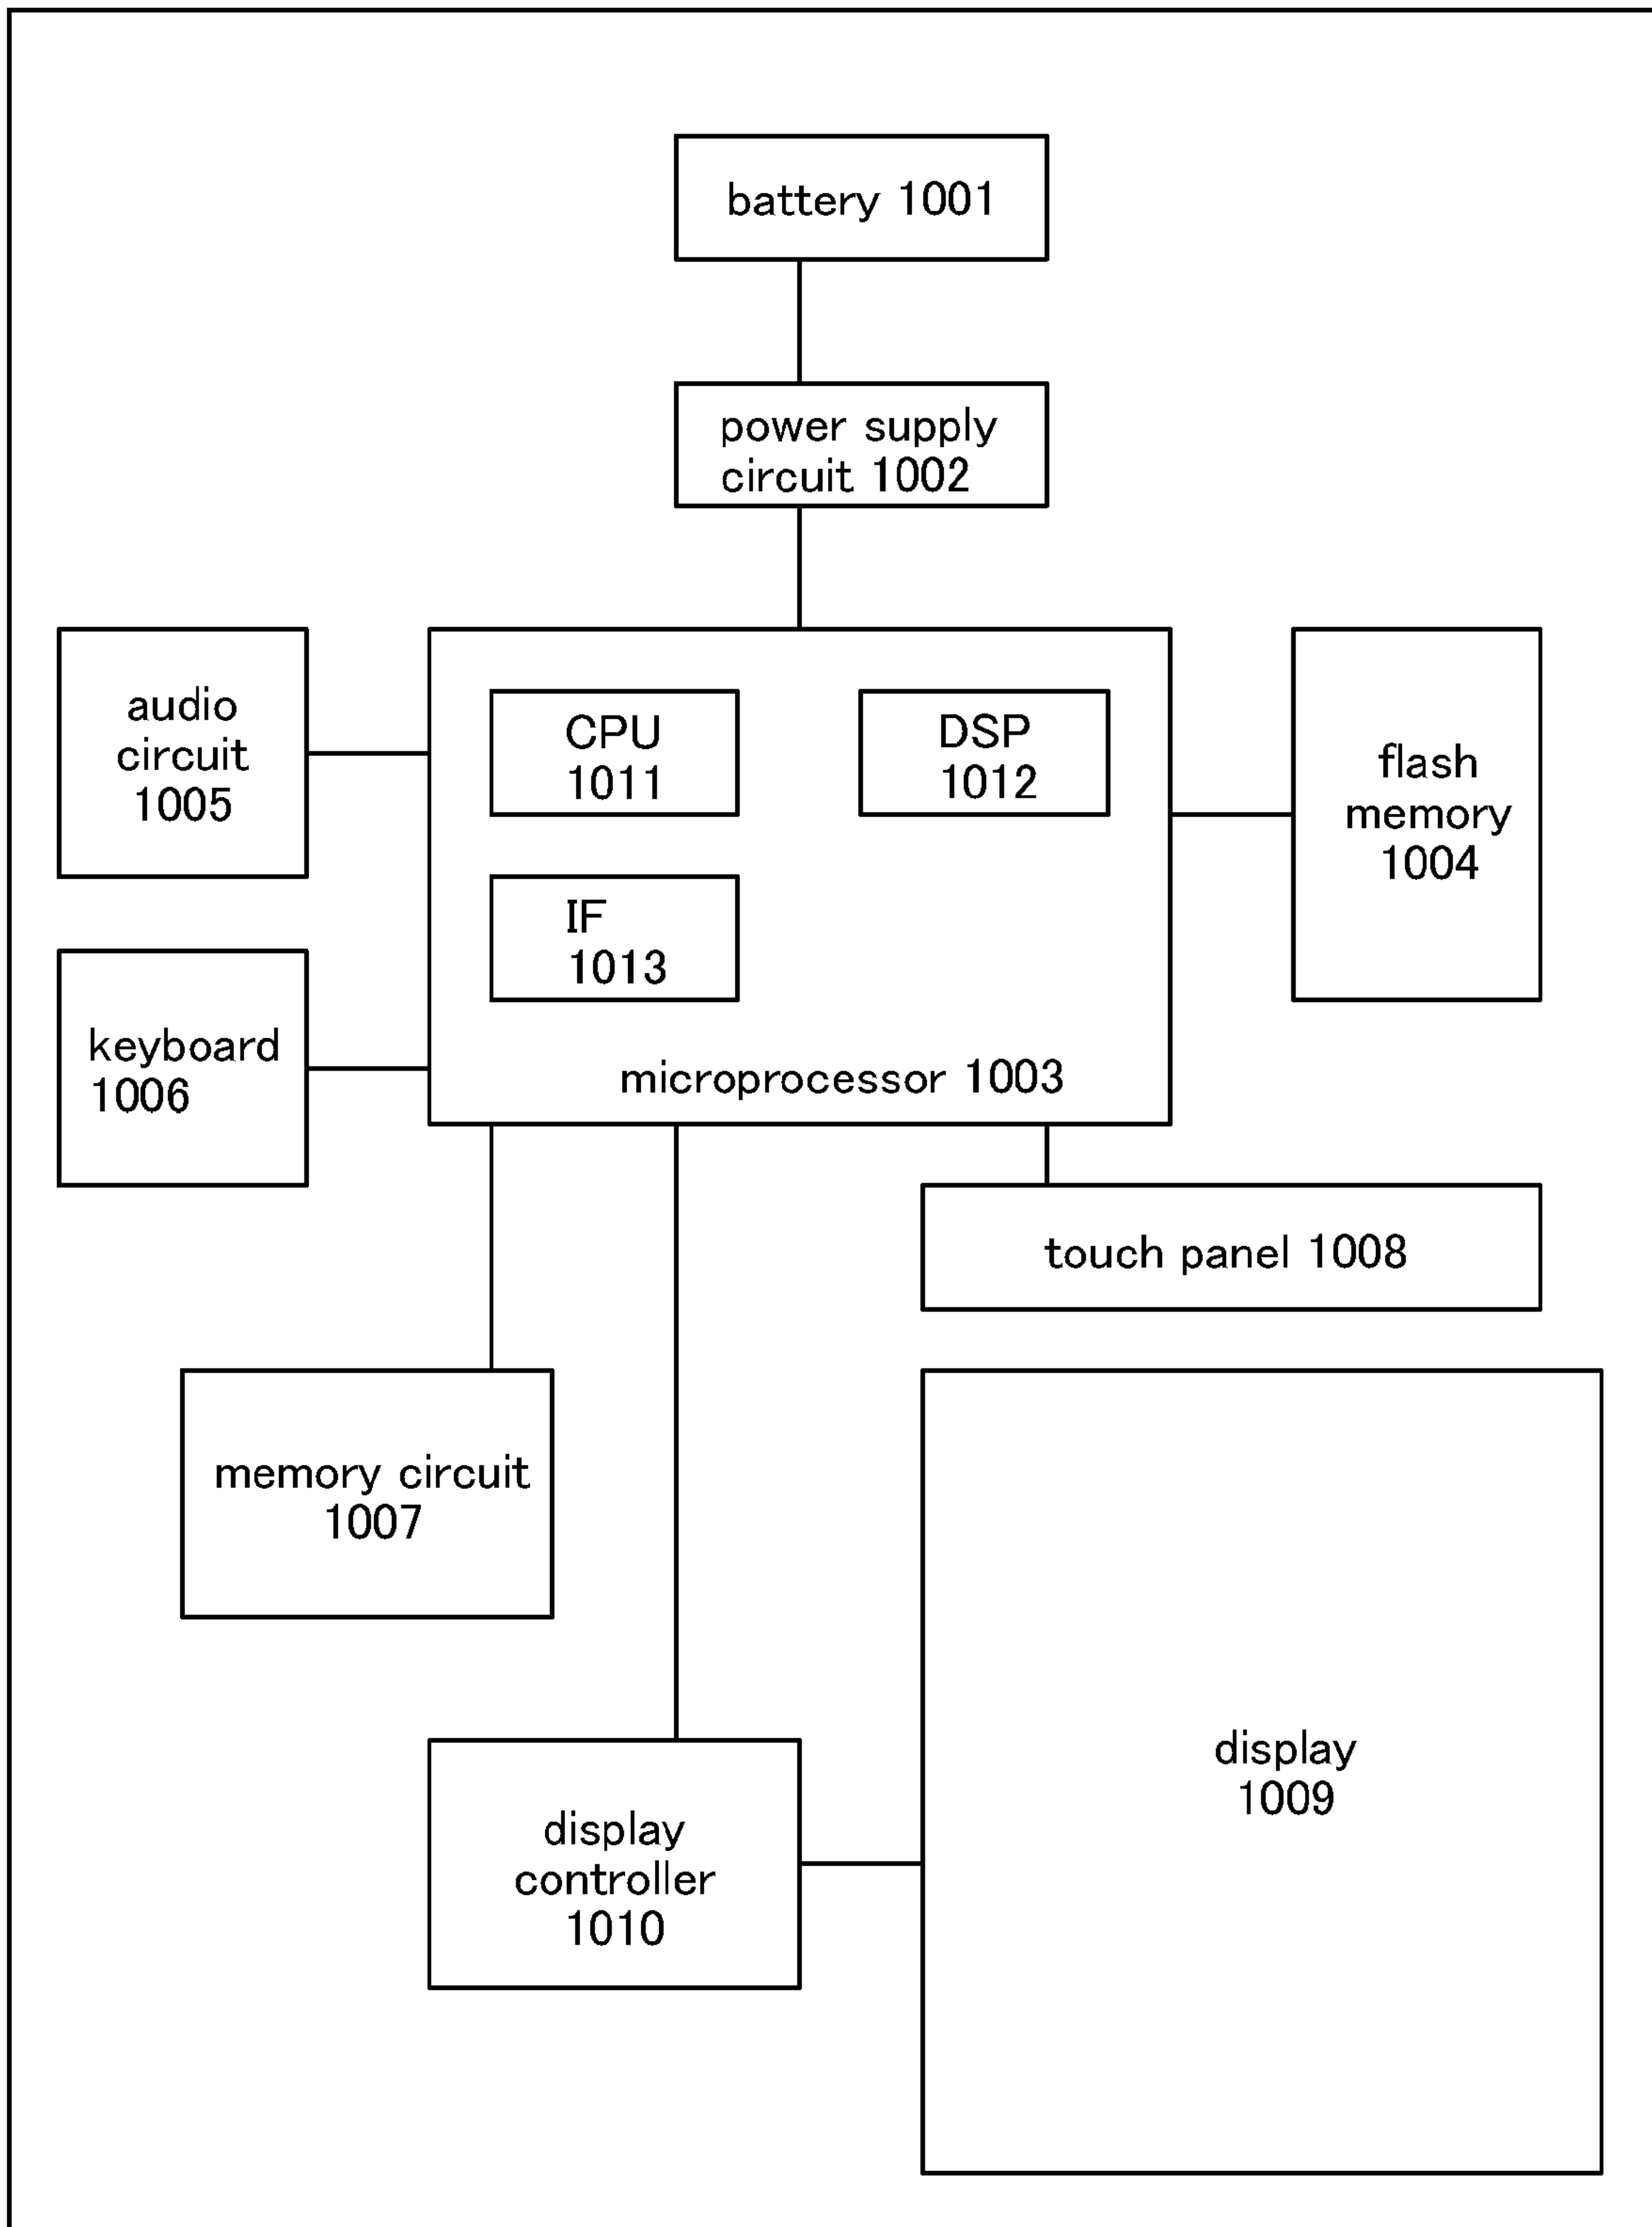 battery 1001
power supply
circuit 1002
audio
circuit
1005
CPU
1011
DSP
1012
flash
memory
1004
IF
1013
keyboard
1006
microprocessor 1003
touch panel 1008
memory circuit
1007
display
1009
display
controller
1010